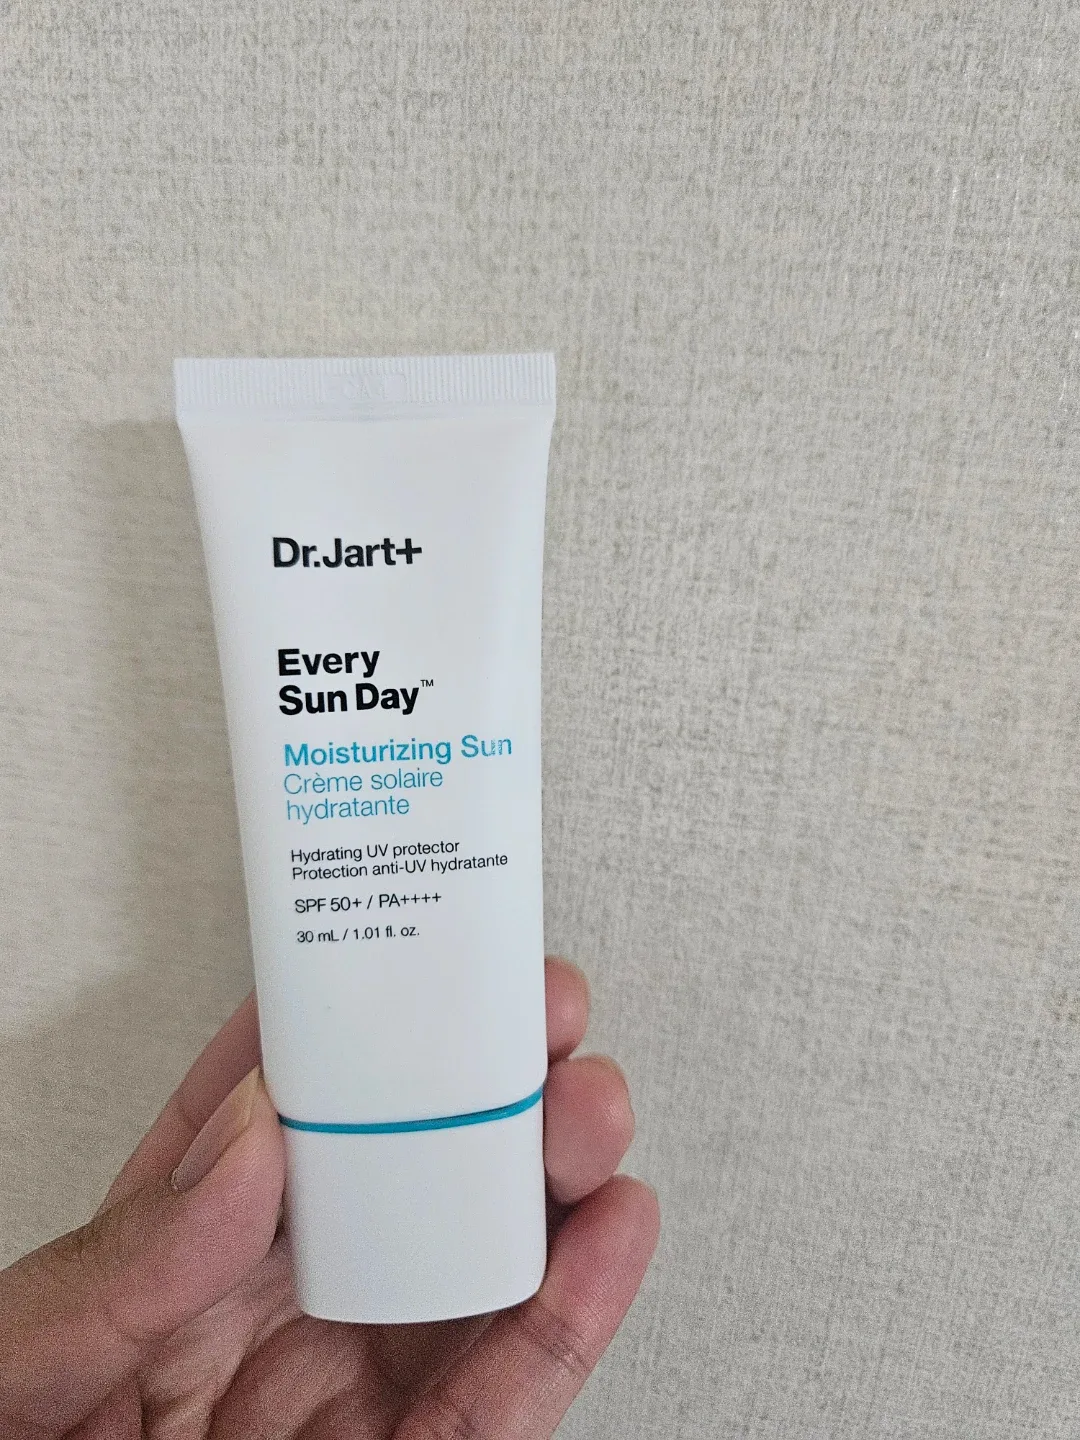 Dr.Jart+
Every
Sun Day™
Moisturizing Sun
Crème solaire
hydratante
Hydrating UV protector
Protection anti-UV hydratante
SPF 50+ / PA++++
30 mL / 1.01 fl. oz.